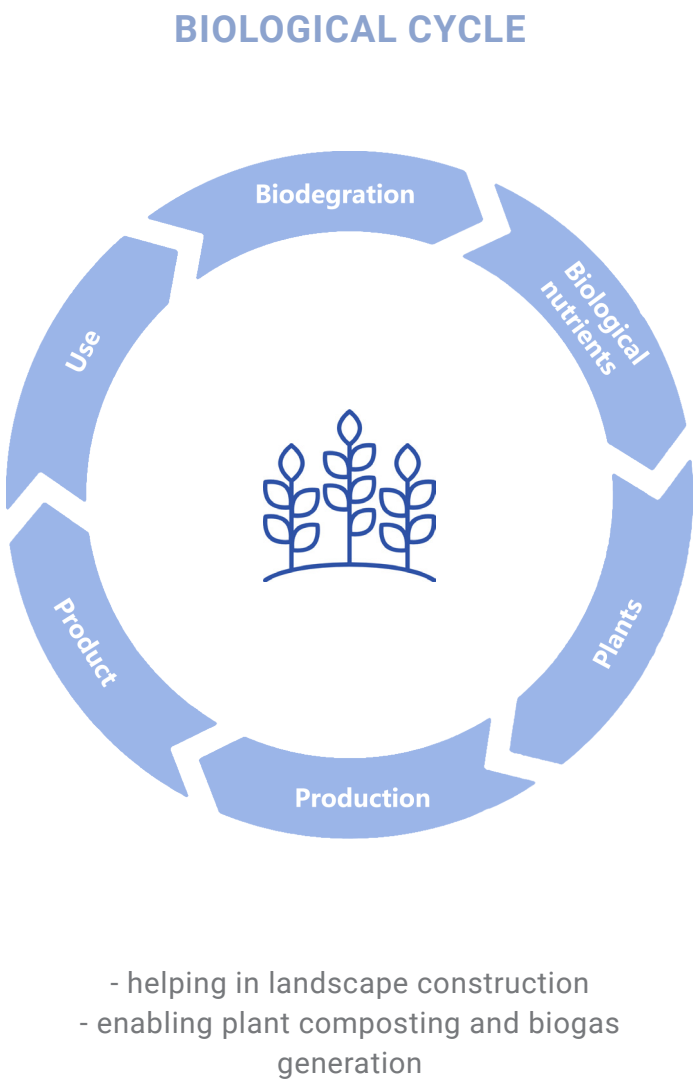 BIOLOGICAL CYCLE
Biodegration
Biological
nutrients
Plants
Production
Product
Use
- helping in landscape construction
- enabling plant composting and biogas
generation